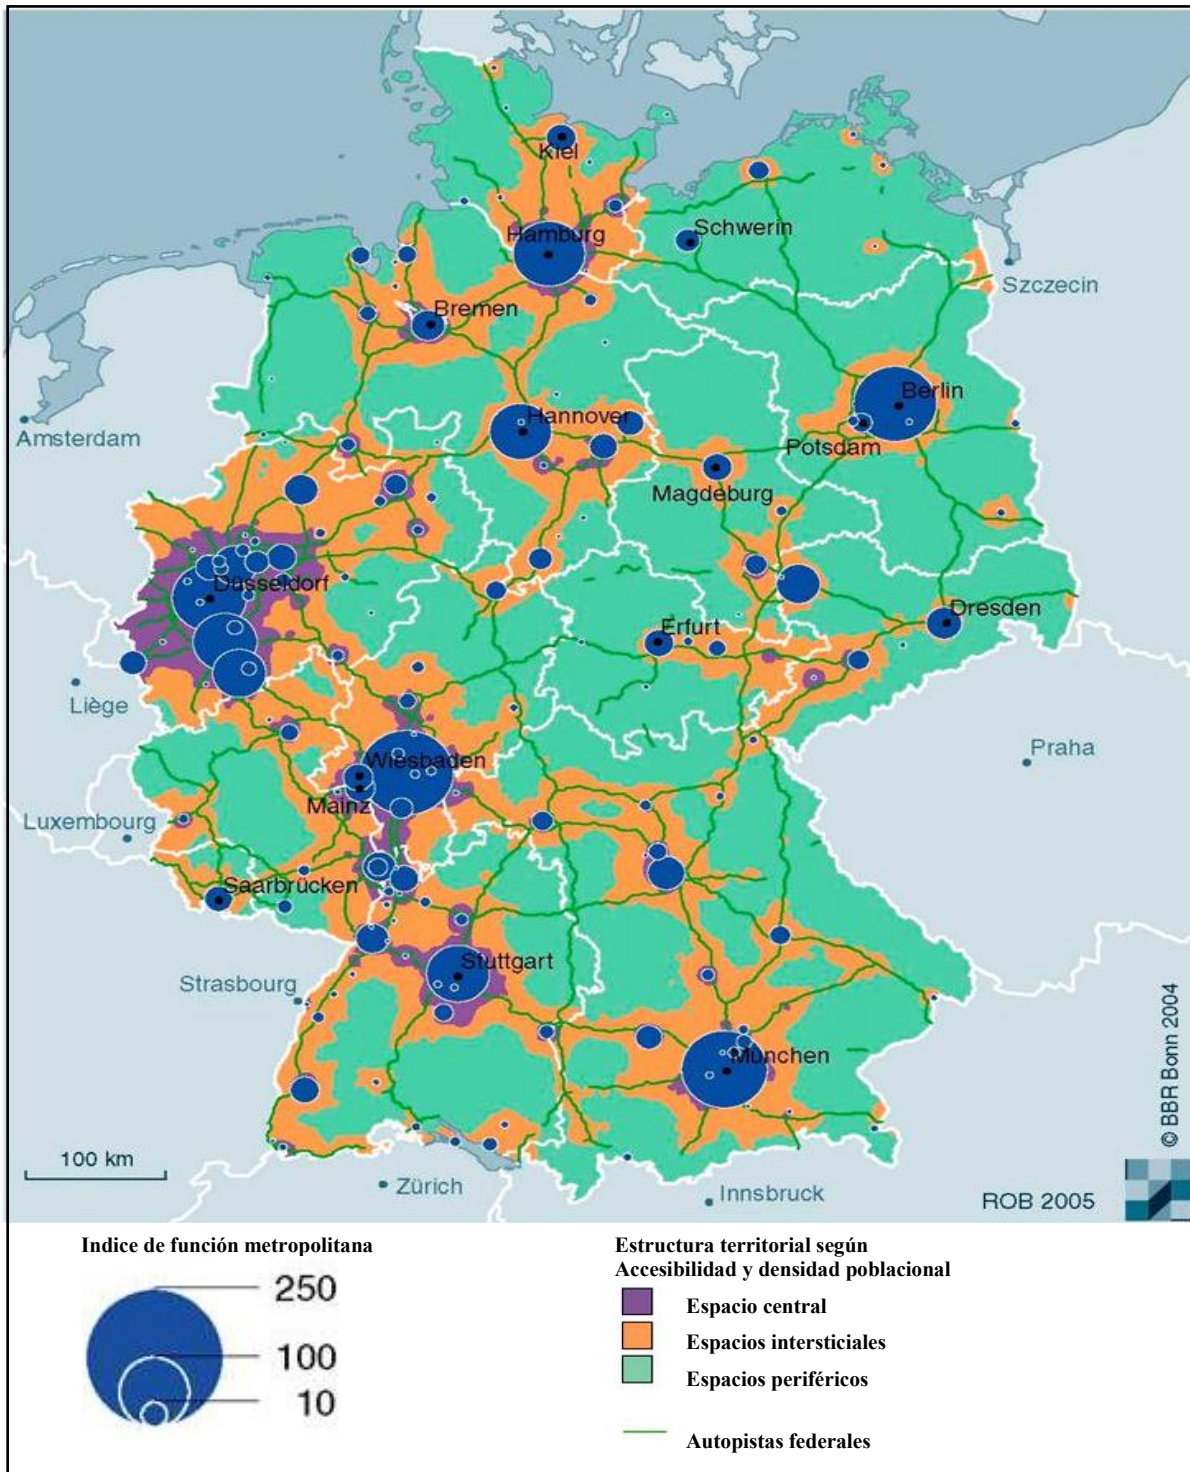 Kiel
Hamburg
Schwerin
Szczecin
Bremen
Berlin
Amsterdam
Hannover
Potsdam
Magdeburg
Düsseldorf
Dresden
Erfurt
Liège
Praha
Wiesbaden
Mainz
Luxembourg
Saarbrücken
Stuttgart
Strasbourg
München
© BBR Bonn 2004
100 km
Zürich
Innsbruck
ROB 2005
Indice de función metropolitana
250
100
10
Estructura territorial según
Accesibilidad y densidad poblacional
Espacio central
Espacios intersticiales
Espacios periféricos
Autopistas federales